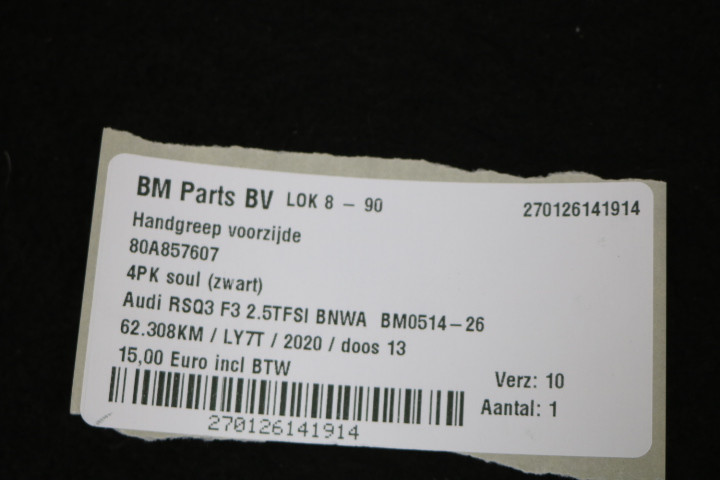 BM Parts BV LOK 8 - 90 270126141914
Handgreep voorzijde
80A857607
4PK soul (zwart)
Audi RSQ3 F3 2.5TFSI BNWA BM0514-26
62.308KM / LY7T / 2020 / doos 13
15,00 Euro incl BTW
Verz: 10
Aantal: 1
270126141914